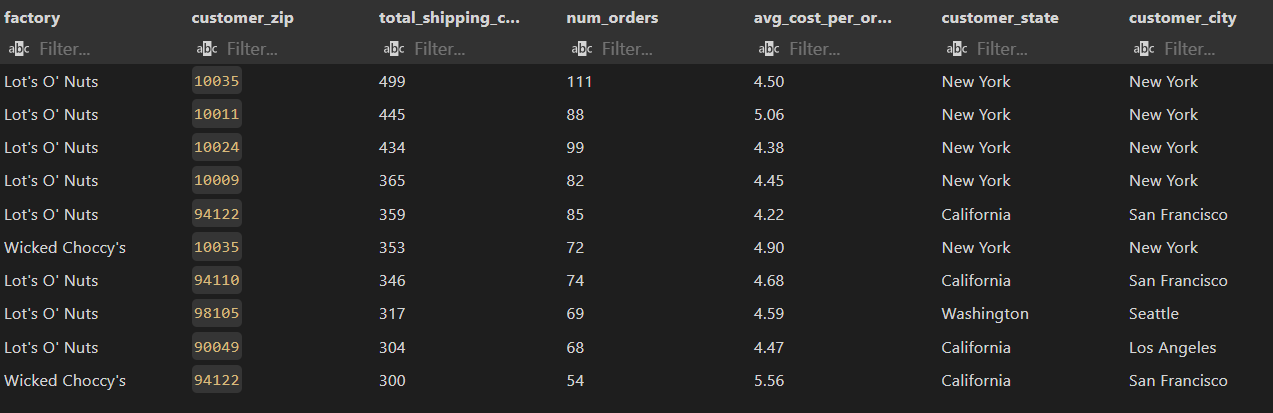 factory customer_zip total_shipping_c... num_orders avg_cost_per_or... customer_state customer_city
abc Filter... abc Filter... abc Filter... abc Filter... abc Filter... abc Filter... abc Filter...
Lot's O' Nuts 10035 499 111 4.50 New York New York
Lot's O' Nuts 10011 445 88 5.06 New York New York
Lot's O' Nuts 10024 434 99 4.38 New York New York
Lot's O' Nuts 10009 365 82 4.45 New York New York
Lot's O' Nuts 94122 359 85 4.22 California San Francisco
Wicked Choccy's 10035 353 72 4.90 New York New York
Lot's O' Nuts 94110 346 74 4.68 California San Francisco
Lot's O' Nuts 98105 317 69 4.59 Washington Seattle
Lot's O' Nuts 90049 304 68 4.47 California Los Angeles
Wicked Choccy's 94122 300 54 5.56 California San Francisco